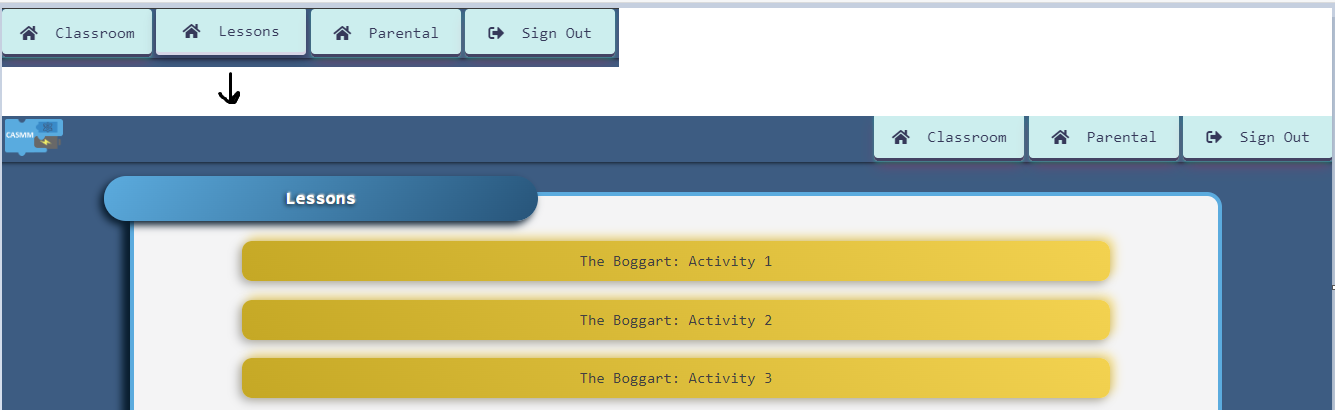 Classroom Lessons Parental Sign Out
CASMM Classroom Parental Sign Out
Lessons
The Boggart: Activity 1
The Boggart: Activity 2
The Boggart: Activity 3